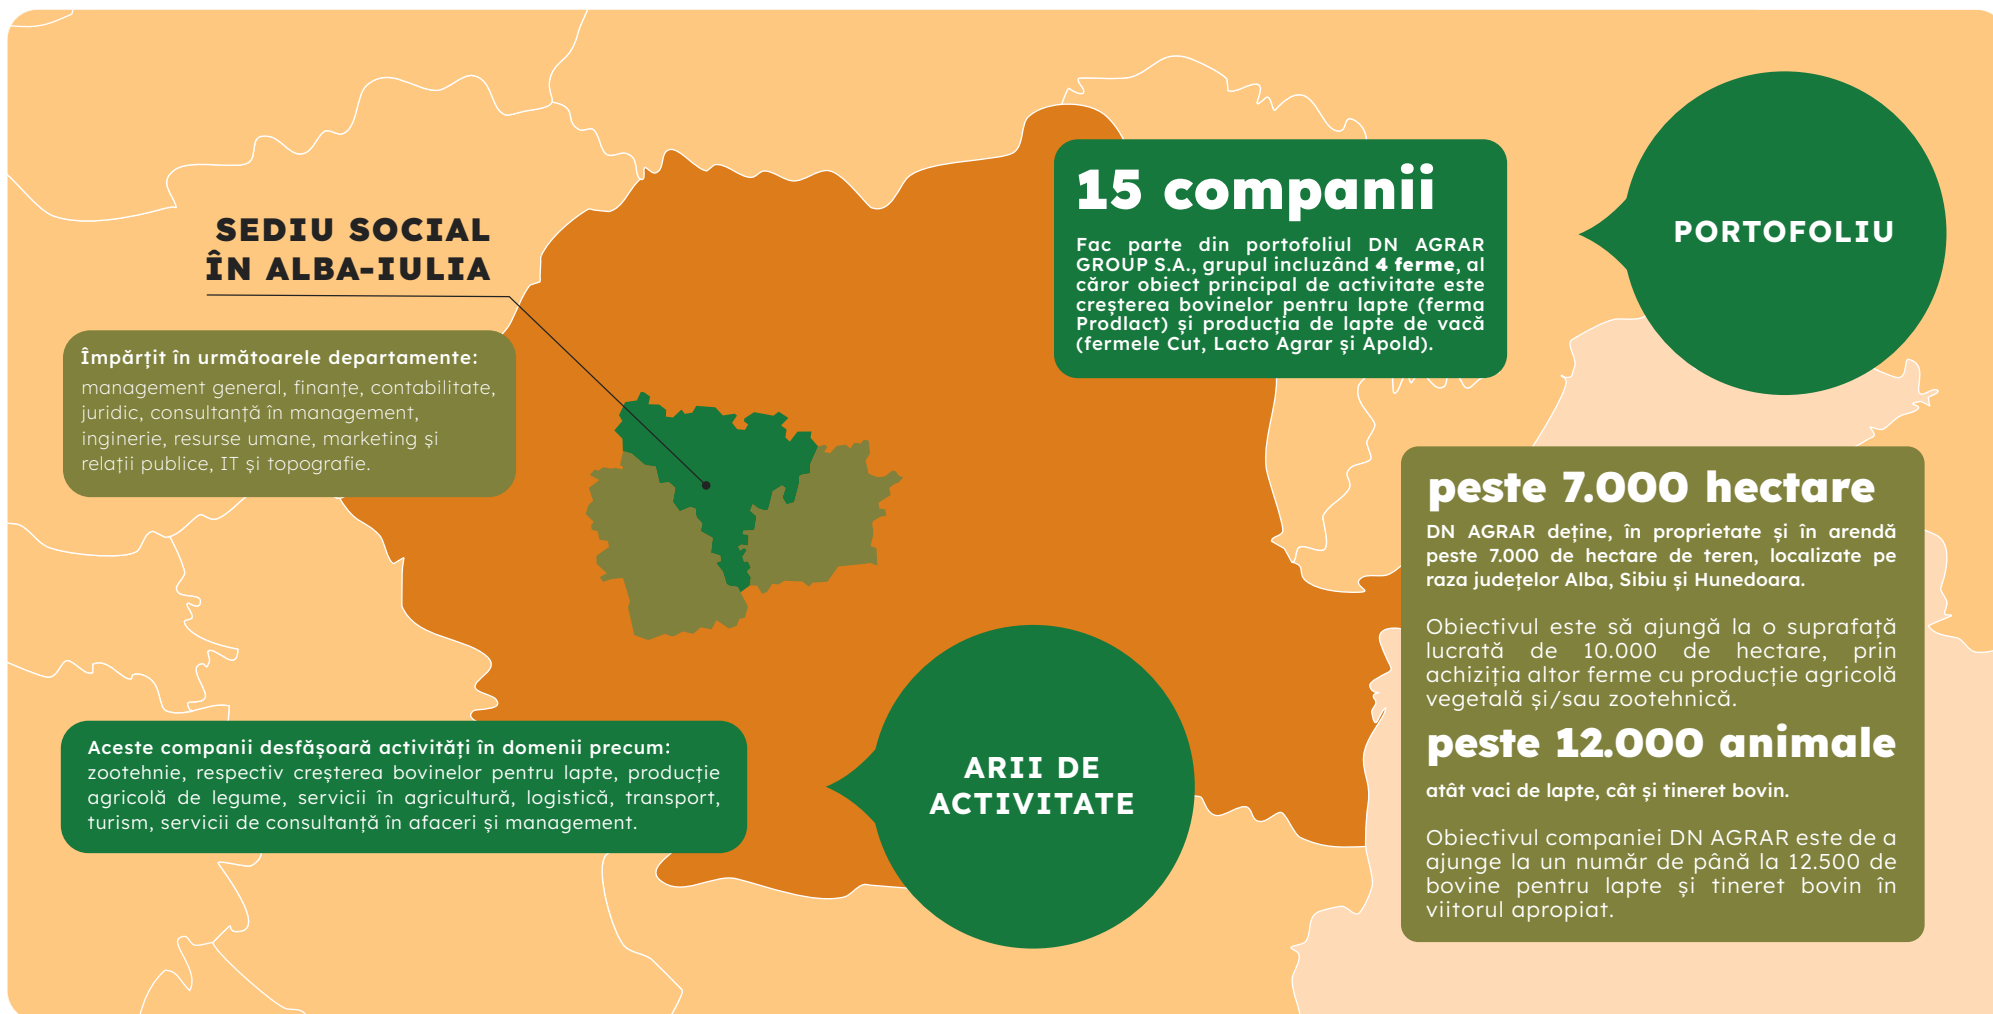 SEDIU SOCIAL
ÎN ALBA-IULIA
Împărțit în următoarele departamente:
management general, finanțe, contabilitate,
juridic, consultanță în management,
inginerie, resurse umane, marketing și
relații publice, IT și topografie.
15 companii
Fac parte din portofoliul DN AGRAR
GROUP S.A., grupul incluzând 4 ferme, al
căror obiect principal de activitate este
creșterea bovinelor pentru lapte (ferma
Prodlact) și producția de lapte de vacă
(fermele Cut, Lacto Agrar și Apold).
PORTOFOLIU
peste 7.000 hectare
DN AGRAR deține, în proprietate și în arendă
peste 7.000 de hectare de teren, localizate pe
raza județelor Alba, Sibiu și Hunedoara.
Obiectivul este să ajungă la o suprafață
lucrată de 10.000 de hectare, prin
achiziția altor ferme cu producție agricolă
vegetală și/sau zootehnică.
peste 12.000 animale
atât vaci de lapte, cât și tineret bovin.
Obiectivul companiei DN AGRAR este de a
ajunge la un număr de până la 12.500 de
bovine pentru lapte și tineret bovin în
viitorul apropiat.
Aceste companii desfășoară activități în domenii precum:
zootehnie, respectiv creșterea bovinelor pentru lapte, producție
agricolă de legume, servicii în agricultură, logistică, transport,
turism, servicii de consultanță în afaceri și management.
ARII DE
ACTIVITATE